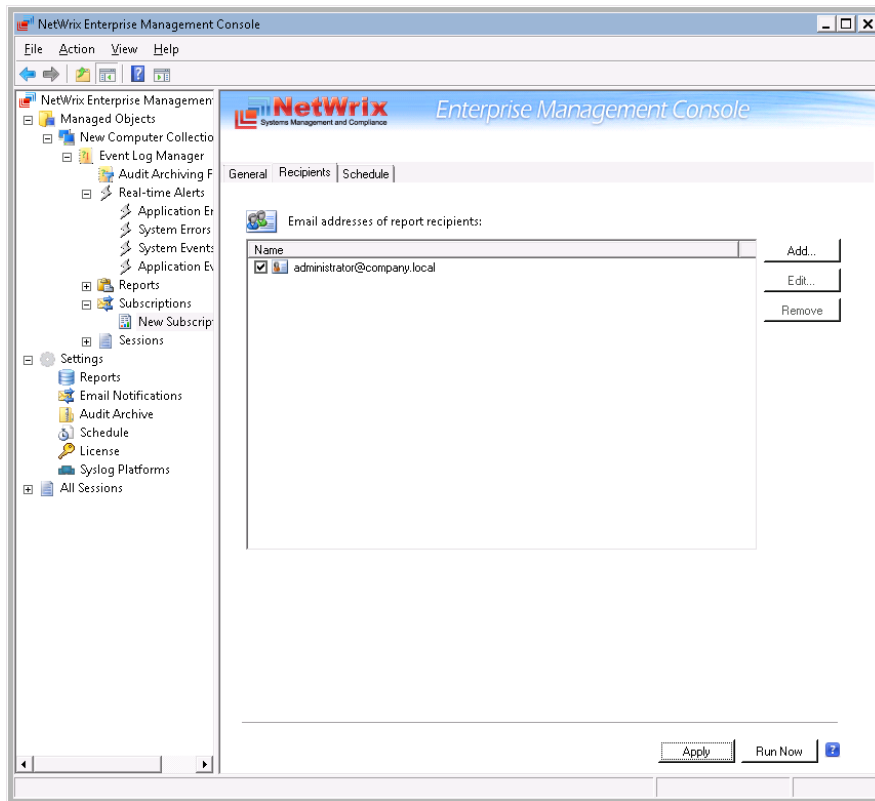 NetWrix Enterprise Management Console
File Action View Help
NetWrix Enterprise Managemen
Managed Objects
New Computer Collectio
Event Log Manager
Audit Archiving F
Real-time Alerts
Application Er
System Errors
System Events
Application Ev
Reports
Subscriptions
New Subscrip
Sessions
Settings
Reports
Email Notifications
Audit Archive
Schedule
License
Syslog Platforms
All Sessions
NetWrix
Systems Management and Compliance
Enterprise Management Console
General Recipients Schedule
Email addresses of report recipients:
Name
administrator@company.local
Add...
Edit...
Remove
Apply Run Now